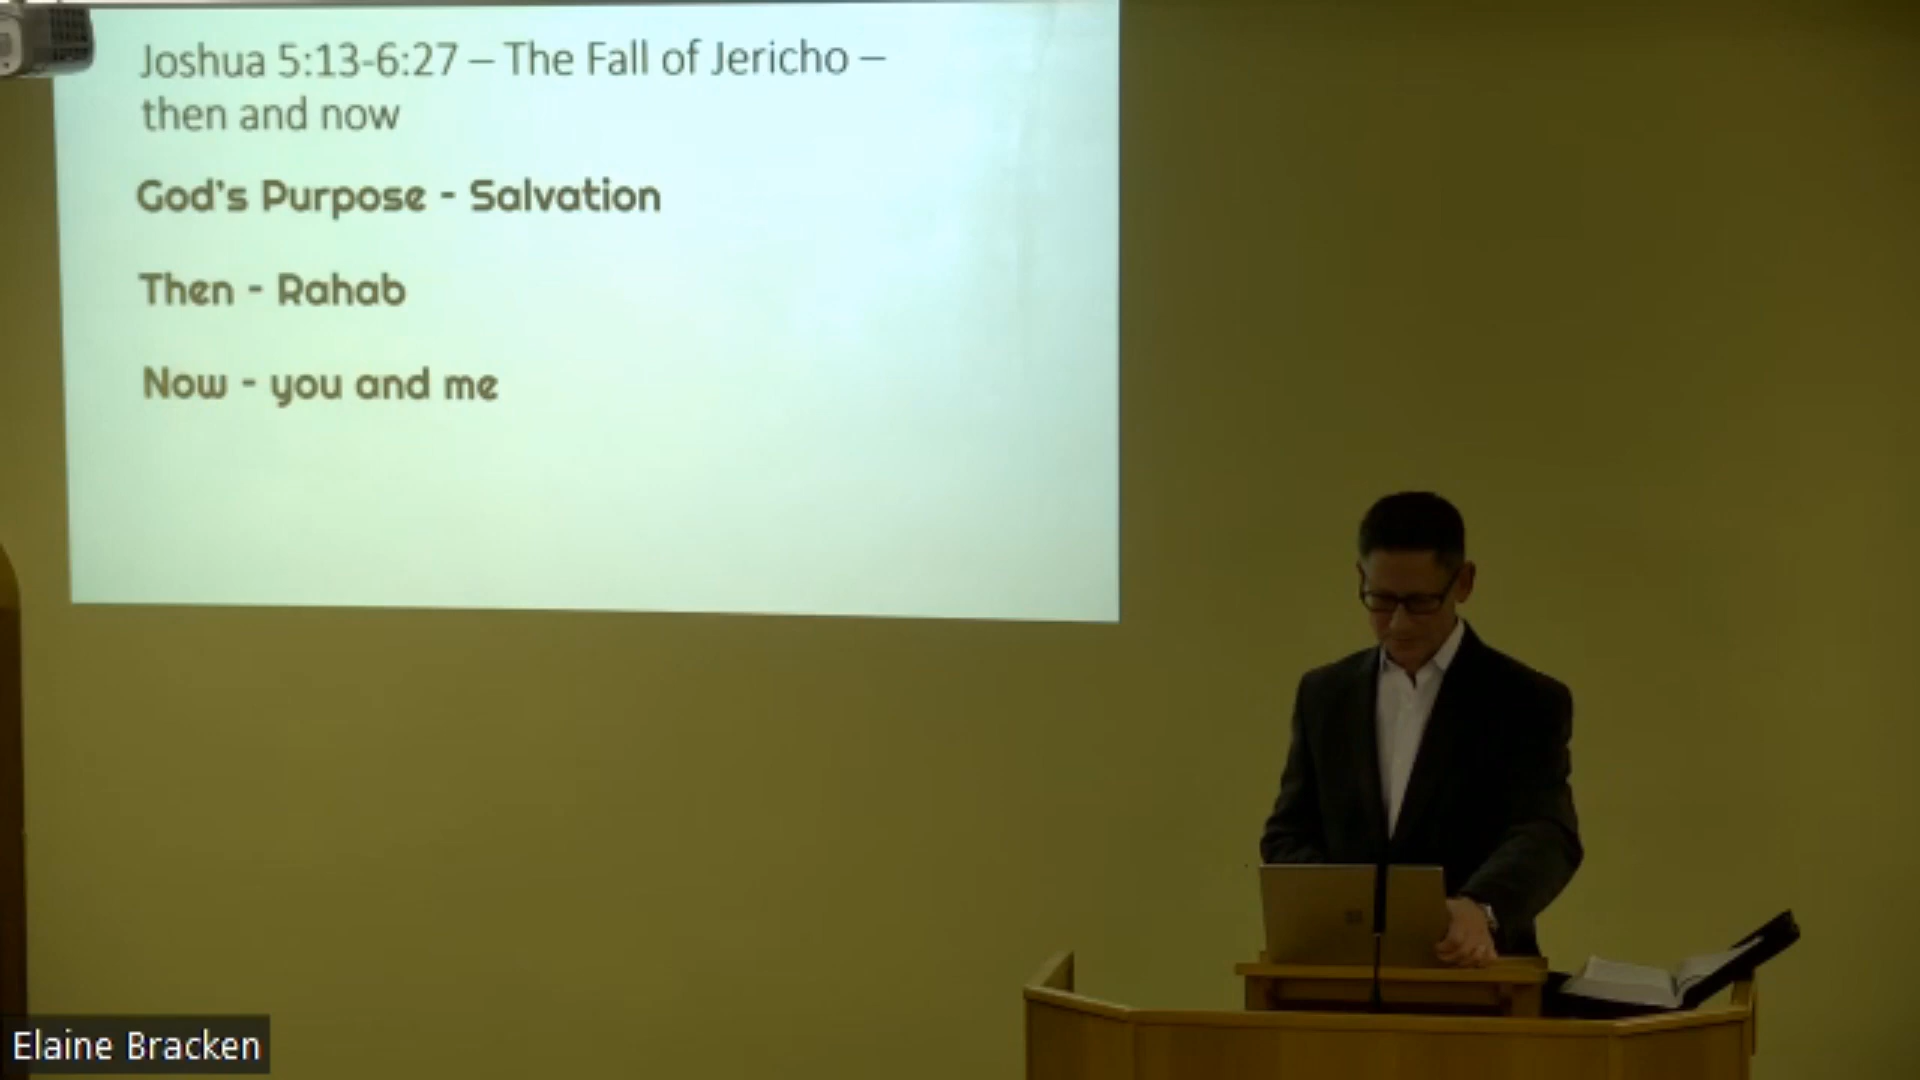 Joshua 5:13-6:27 – The Fall of Jericho –
then and now
God's Purpose - Salvation
Then - Rahab
Now - you and me
Elaine Bracken